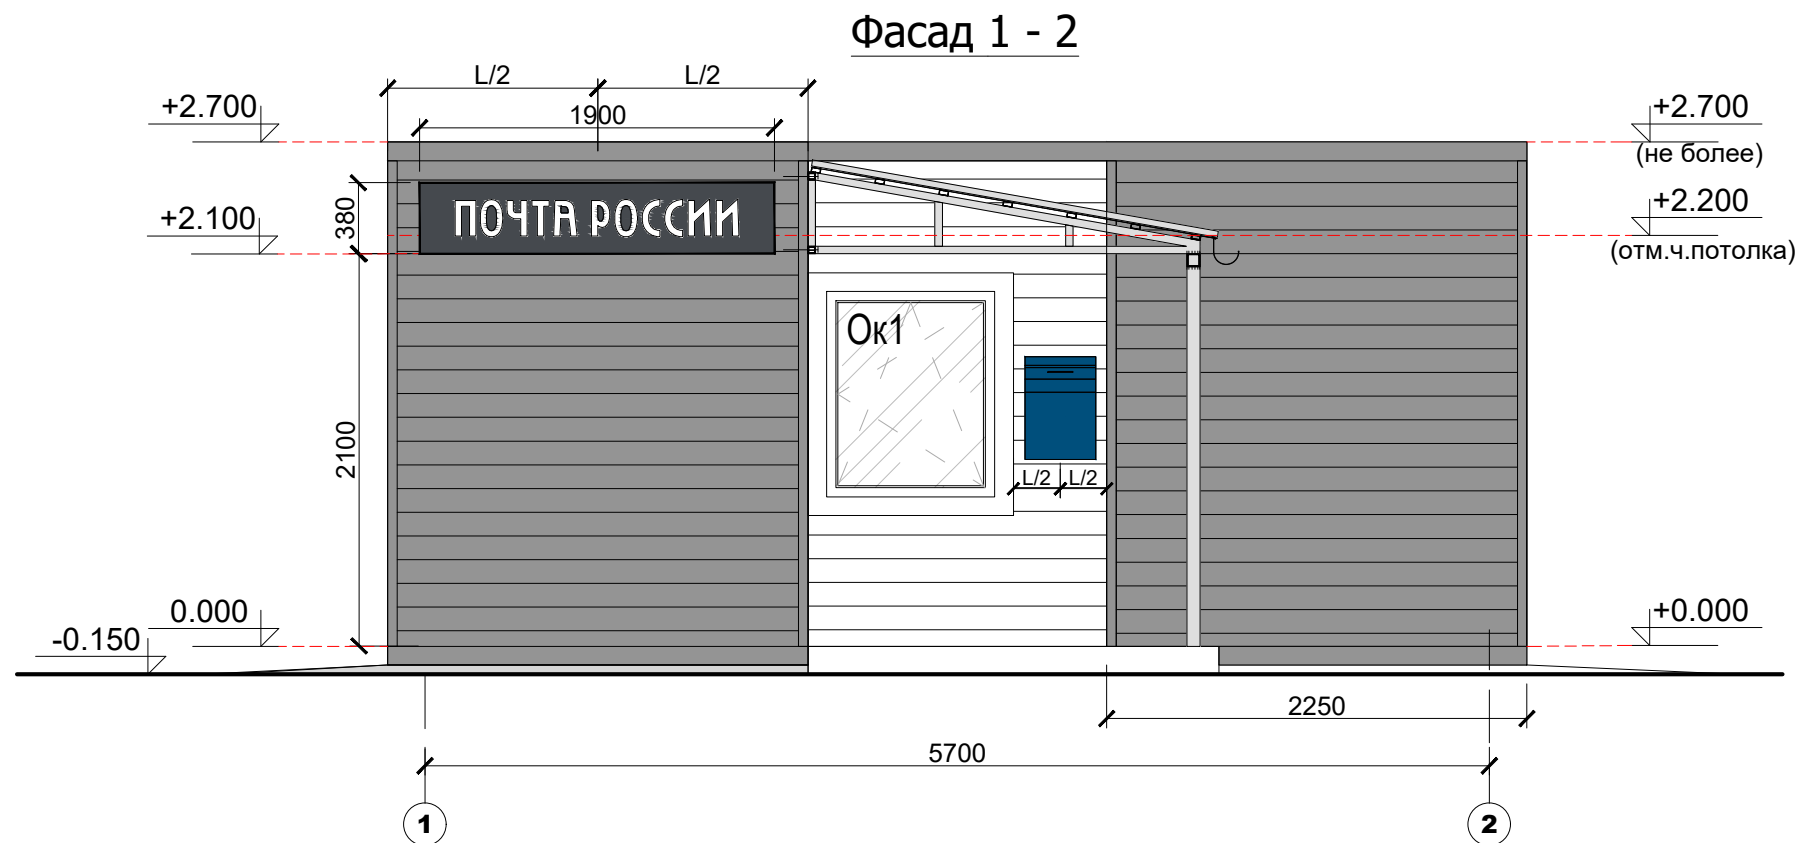 Фасад 1 - 2
L/2
L/2
+2.700
1900
+2.700
(не более)
+2.100
380
ПОЧТА РОССИИ
+2.200
(отм.ч.потолка)
Ок1
2100
L/2
L/2
0.000
+0.000
-0.150
2250
5700
1
2